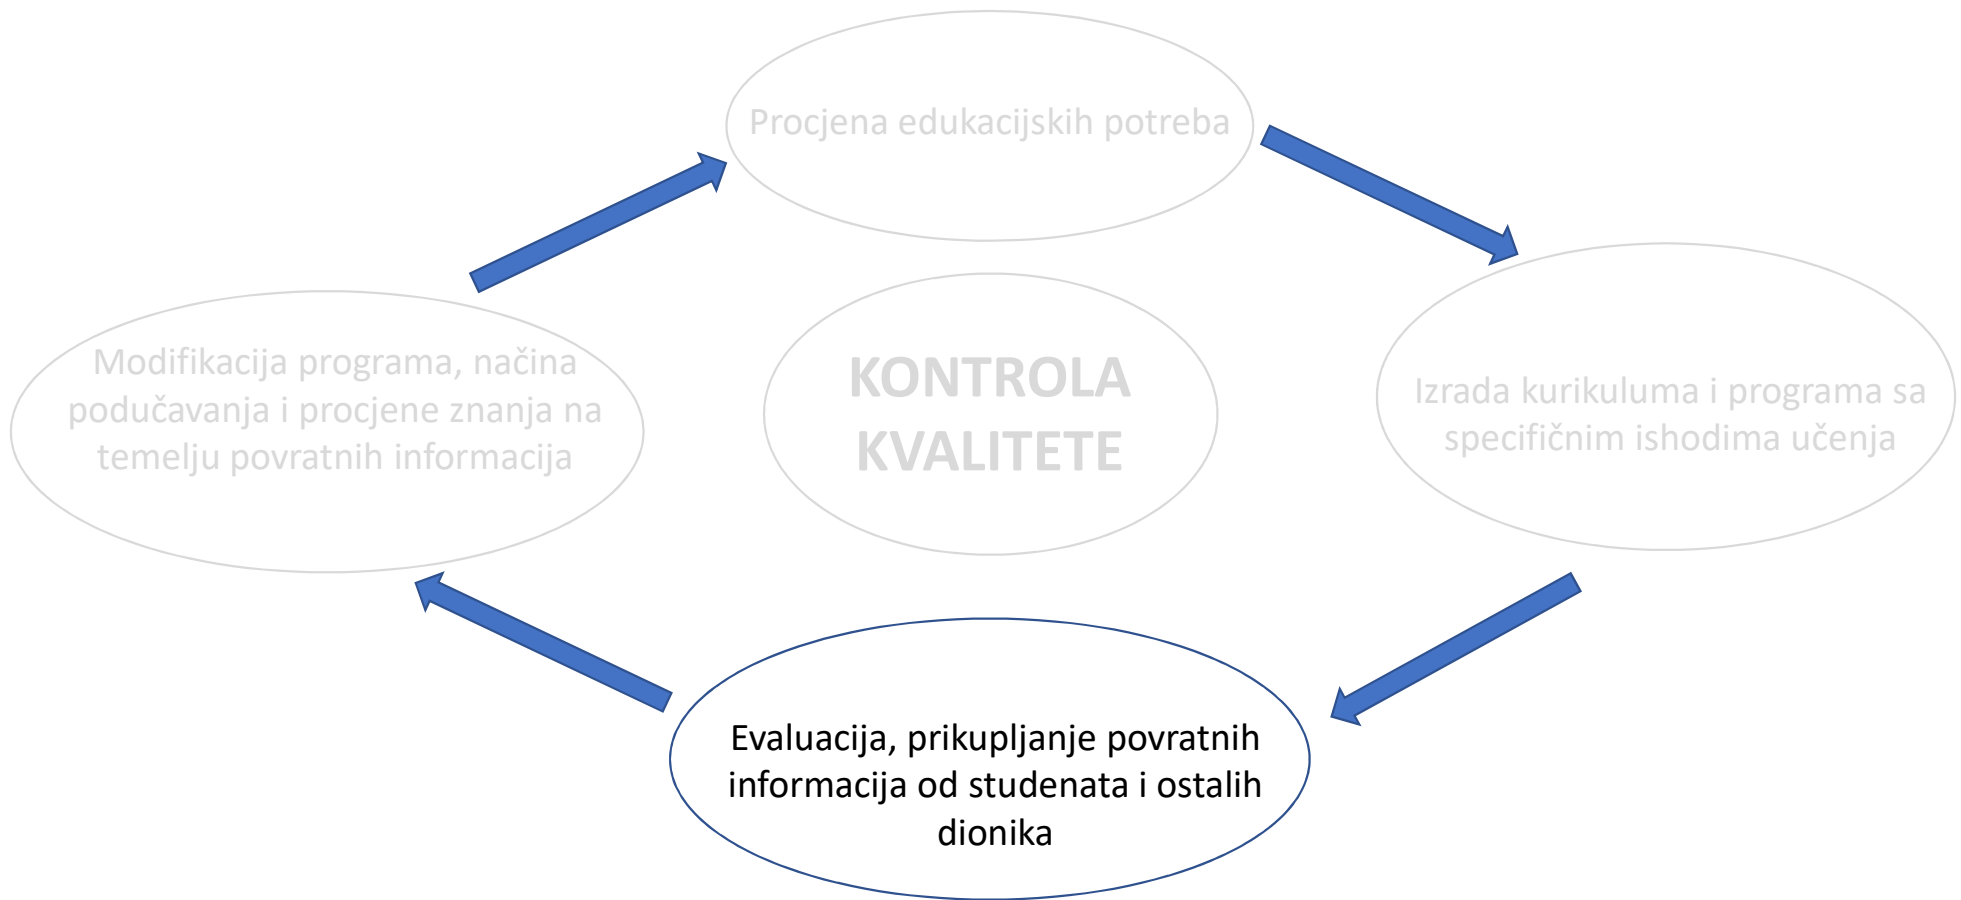 Procjena edukacijskih potreba
Modifikacija programa, načina
podučavanja i procjene znanja na
temelju povratnih informacija
KONTROLA
KVALITETE
Izrada kurikuluma i programa sa
specifičnim ishodima učenja
Evaluacija, prikupljanje povratnih
informacija od studenata i ostalih
dionika